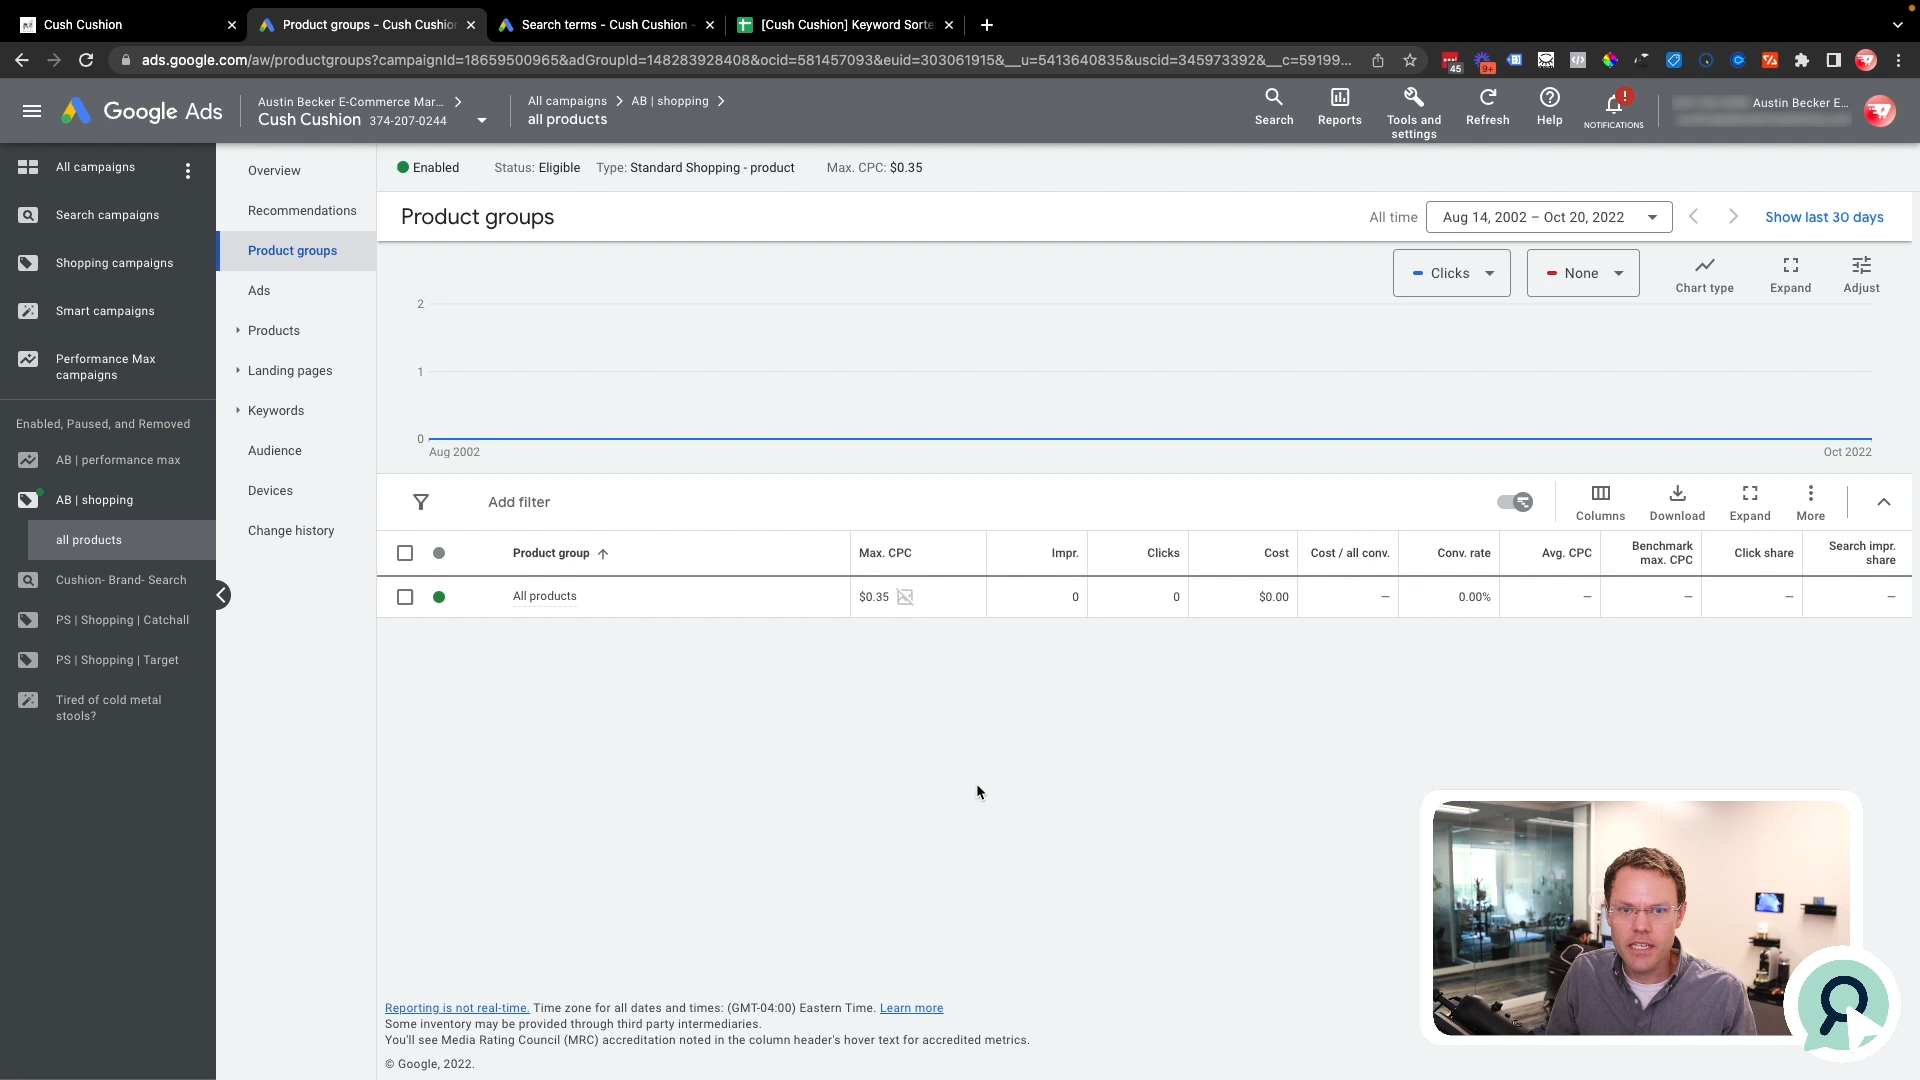 Cush Cushion
Product groups - Cush Cushion
Search terms - Cush Cushion -
[Cush Cushion] Keyword Sorte
ads.google.com/aw/productgroups?campaignId=18659500965&adGroupId=148283928408&ocid=581457093&euid=303061915&__u=5413640835&uscid=345973392&__c=59199...
45
9+
Google Ads
Austin Becker E-Commerce Mar...
Cush Cushion 374-207-0244
All campaigns
AB | shopping
all products
Search
Reports
Tools and
settings
Refresh
Help
!
NOTIFICATIONS
Austin Becker E...
All campaigns
Search campaigns
Shopping campaigns
Smart campaigns
Performance Max
campaigns
Enabled, Paused, and Removed
AB | performance max
AB | shopping
all products
Cushion- Brand- Search
PS | Shopping | Catchall
PS | Shopping | Target
Tired of cold metal
stools?
Overview
Recommendations
Product groups
Ads
Products
Landing pages
Keywords
Audience
Devices
Change history
Enabled
Status: Eligible
Type: Standard Shopping - product
Max. CPC: $0.35
Product groups
All time
Aug 14, 2002 – Oct 20, 2022
Show last 30 days
Clicks
None
Chart type
Expand
Adjust
2
1
0
Aug 2002
Oct 2022
Add filter
Columns
Download
Expand
More
Product group
Max. CPC
Impr.
Clicks
Cost
Cost / all conv.
Conv. rate
Avg. CPC
Benchmark
max. CPC
Click share
Search impr.
share
All products
$0.35
0
0
$0.00
–
0.00%
–
–
–
–
Reporting is not real-time. Time zone for all dates and times: (GMT-04:00) Eastern Time. Learn more
Some inventory may be provided through third party intermediaries.
You'll see Media Rating Council (MRC) accreditation noted in the column header's hover text for accredited metrics.
© Google, 2022.